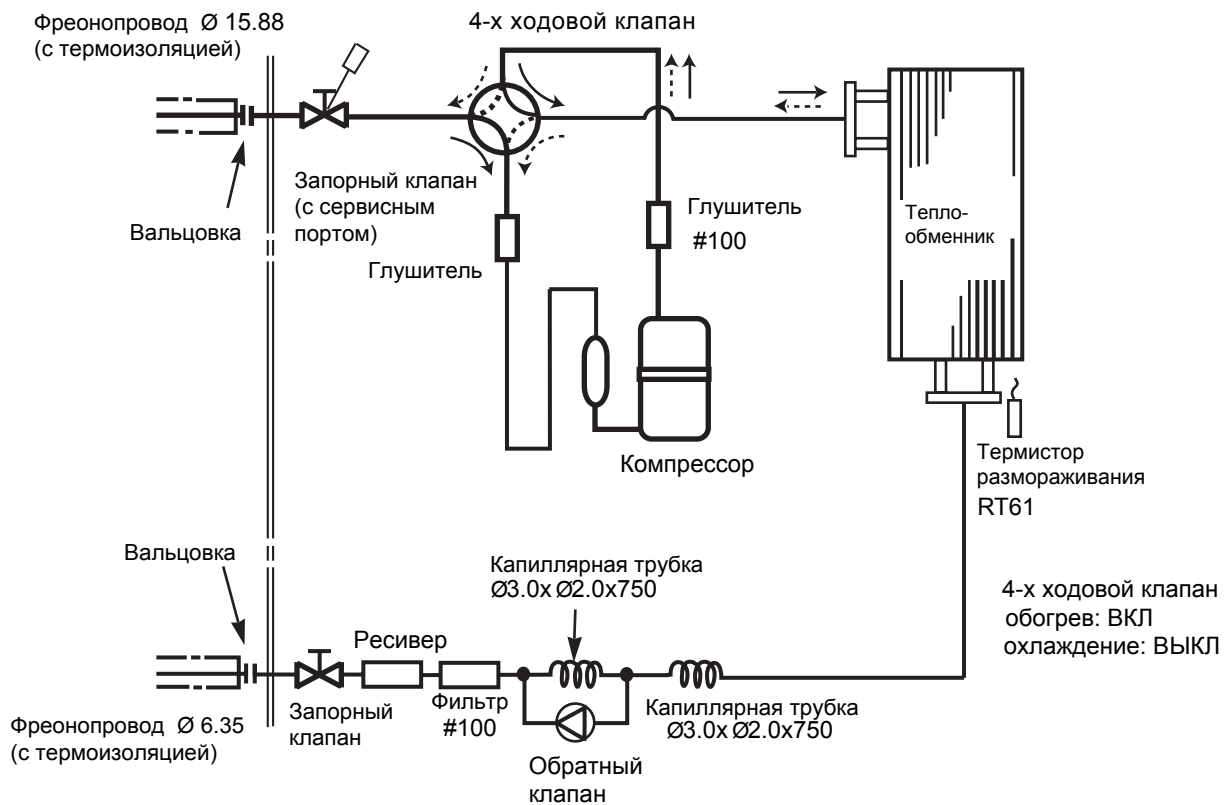 Фреонопровод Ø 15.88
(с термоизоляцией)
4-х ходовой клапан
Запорный клапан
(с сервисным
портом)
Вальцовка
Глушитель
Глушитель
#100
Тепло-
обменник
Компрессор
Термистор
размораживания
RT61
Вальцовка
Капиллярная трубка
Ø3.0x Ø2.0x750
4-х ходовой клапан
обогрев: ВКЛ
охлаждение: ВЫКЛ
Ресивер
Фреонопровод Ø 6.35
(с термоизоляцией)
Запорный
клапан
Фильтр
#100
Капиллярная трубка
Ø3.0x Ø2.0x750
Обратный
клапан